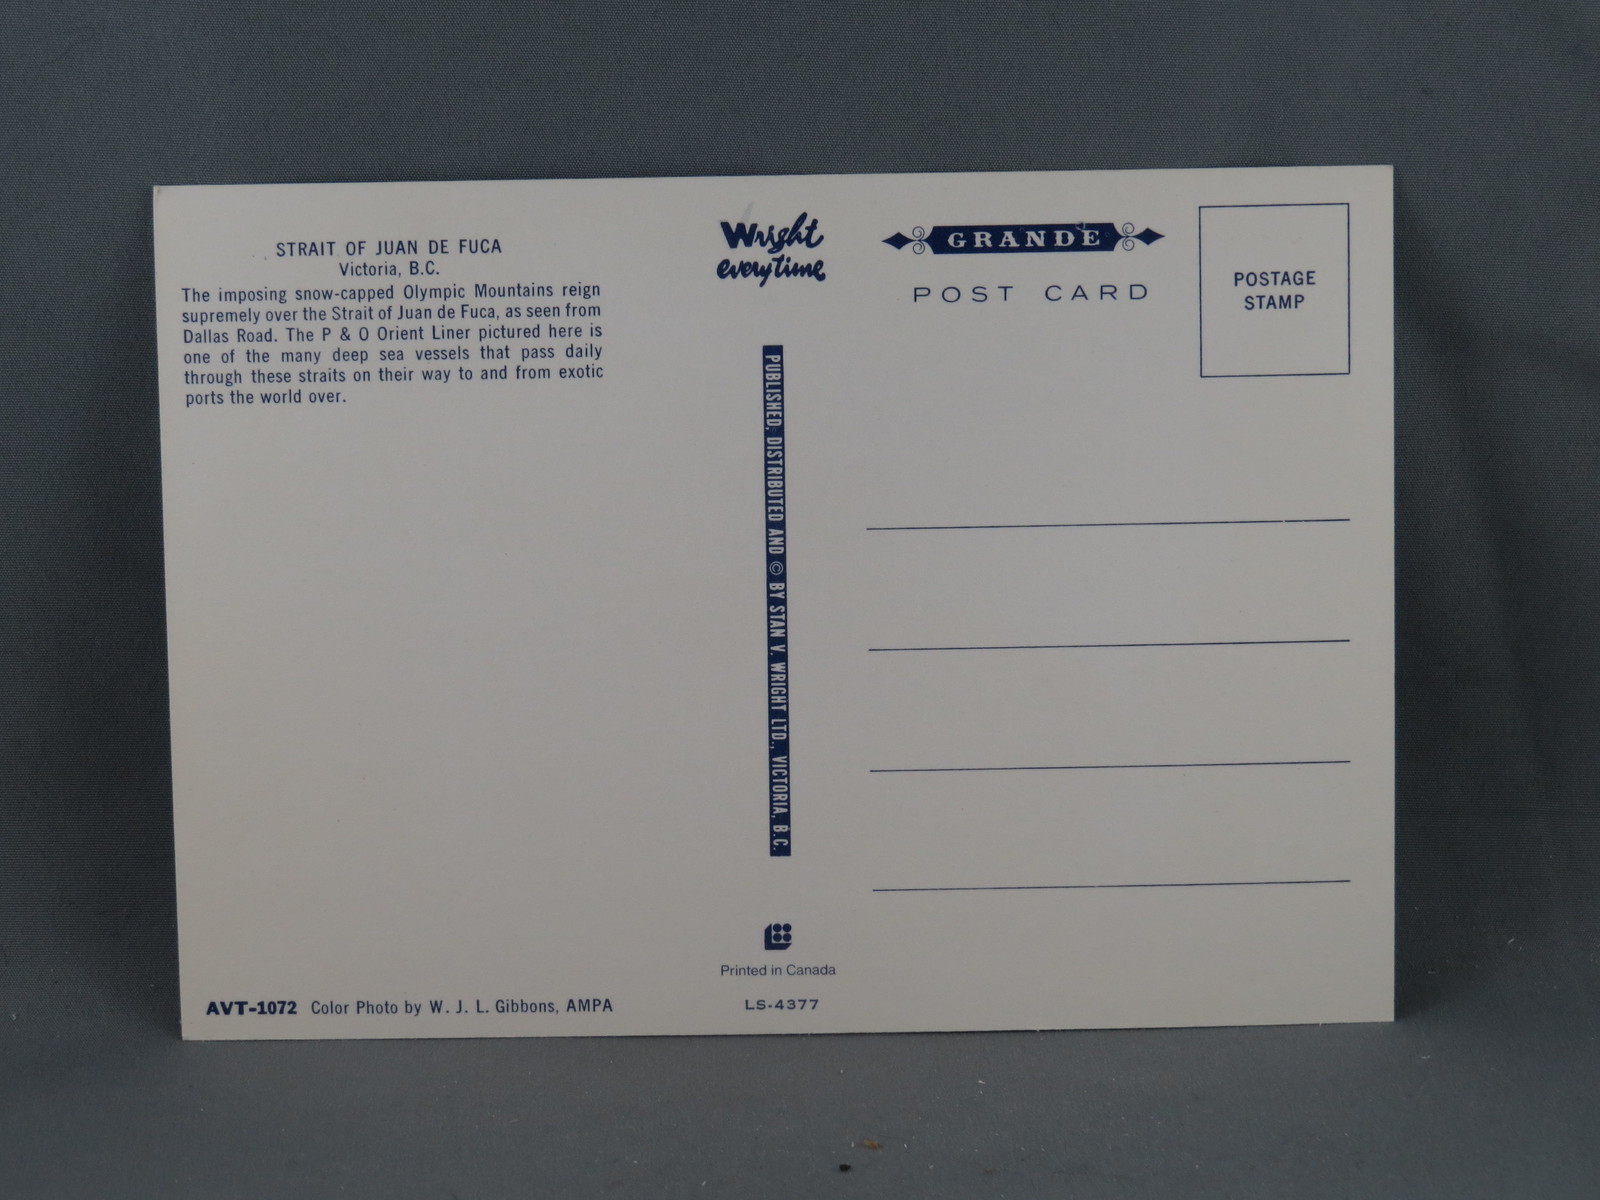 STRAIT OF JUAN DE FUCA
Victoria, B.C.
The imposing snow-capped Olympic Mountains reign
supremely over the Strait of Juan de Fuca, as seen from
Dallas Road. The P & O Orient Liner pictured here is
one of the many deep sea vessels that pass daily
through these straits on their way to and from exotic
ports the world over.
AVT-1072 Color Photo by W. J. L. Gibbons, AMPA
Wright
everytime
PUBLISHED, DISTRIBUTED AND © BY STAN V. WRIGHT LTD., VICTORIA, B.C.
Printed in Canada
LS-4377
GRANDE
POST CARD
POSTAGE
STAMP